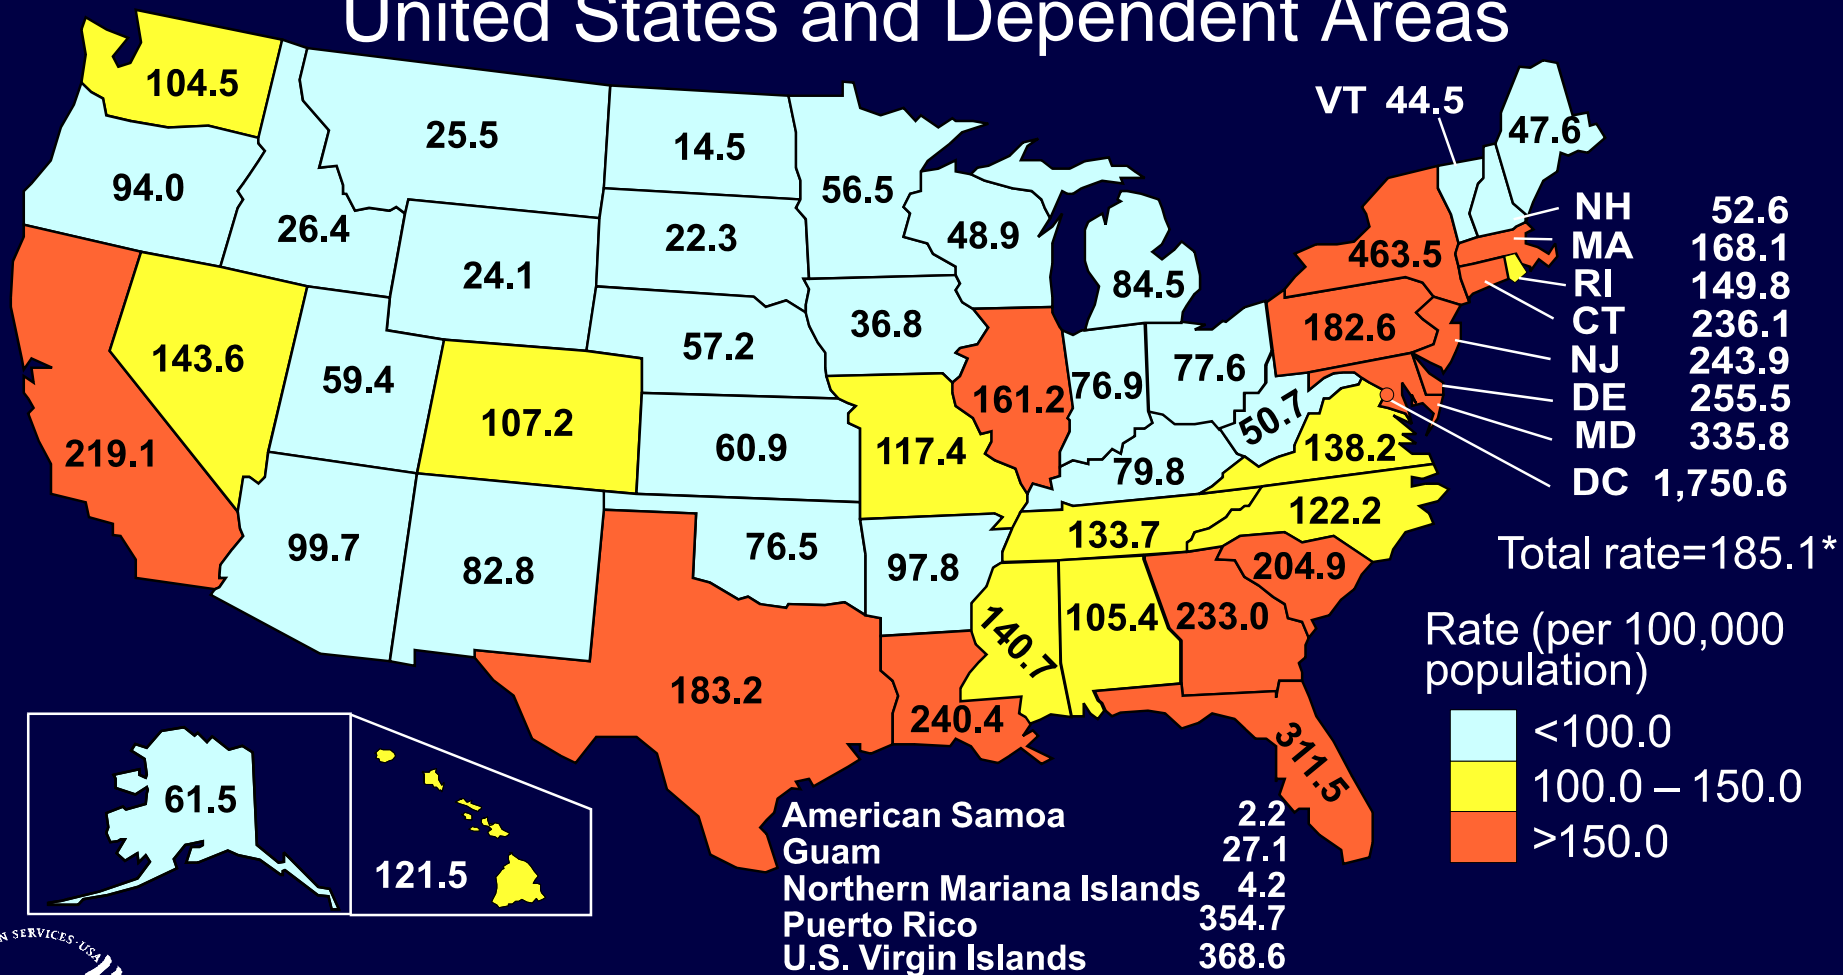 United States and Dependent Areas
104.5
25.5
14.5
VT 44.5
47.6
94.0
26.4
24.1
22.3
56.5
48.9
84.5
463.5
NH 52.6
MA 168.1
RI 149.8
CT 236.1
NJ 243.9
DE 255.5
MD 335.8
DC 1,750.6
143.6
59.4
107.2
57.2
36.8
161.2
76.9
77.6
182.6
50.7
138.2
219.1
60.9
117.4
79.8
122.2
99.7
82.8
76.5
97.8
133.7
204.9
Total rate=185.1*
183.2
240.4
140.7
105.4
233.0
311.5
Rate (per 100,000
population)
<100.0
100.0 – 150.0
>150.0
61.5
121.5
American Samoa 2.2
Guam 27.1
Northern Mariana Islands 4.2
Puerto Rico 354.7
U.S. Virgin Islands 368.6
SERVICES·USA